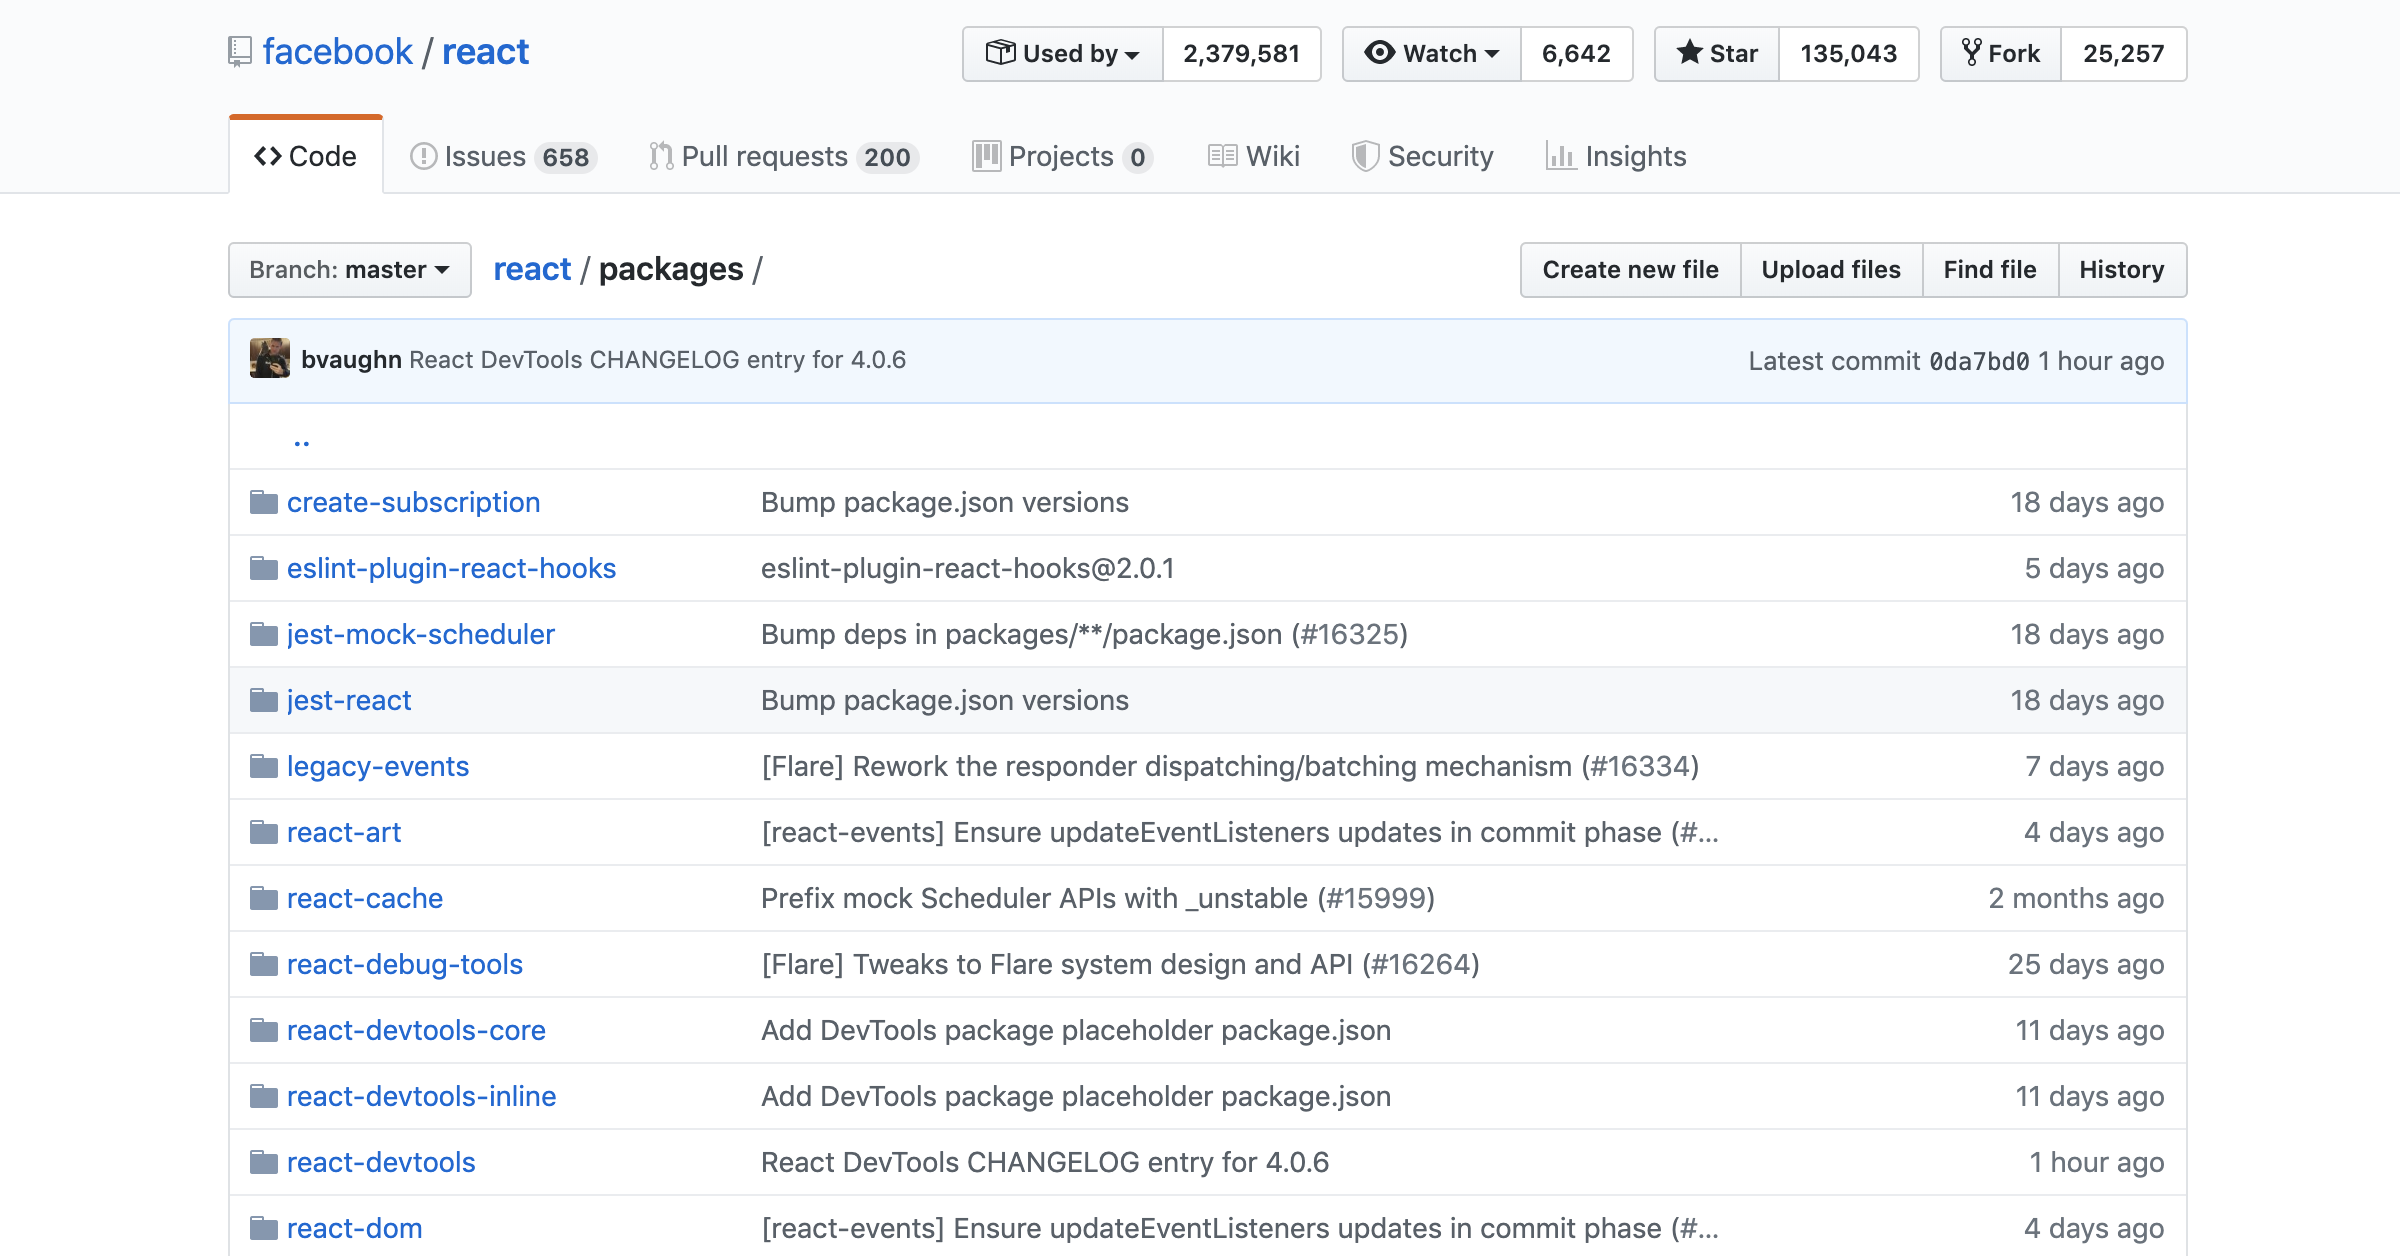 facebook / react
Used by 2,379,581 Watch 6,642 Star 135,043 Fork 25,257
Code Issues 658 Pull requests 200 Projects 0 Wiki Security Insights
Branch: master react / packages / Create new file Upload files Find file History
bvaughn React DevTools CHANGELOG entry for 4.0.6 Latest commit 0da7bd0 1 hour ago
..
create-subscription Bump package.json versions 18 days ago
eslint-plugin-react-hooks eslint-plugin-react-hooks@2.0.1 5 days ago
jest-mock-scheduler Bump deps in packages/**/package.json (#16325) 18 days ago
jest-react Bump package.json versions 18 days ago
legacy-events [Flare] Rework the responder dispatching/batching mechanism (#16334) 7 days ago
react-art [react-events] Ensure updateEventListeners updates in commit phase (#... 4 days ago
react-cache Prefix mock Scheduler APIs with _unstable (#15999) 2 months ago
react-debug-tools [Flare] Tweaks to Flare system design and API (#16264) 25 days ago
react-devtools-core Add DevTools package placeholder package.json 11 days ago
react-devtools-inline Add DevTools package placeholder package.json 11 days ago
react-devtools React DevTools CHANGELOG entry for 4.0.6 1 hour ago
react-dom [react-events] Ensure updateEventListeners updates in commit phase (#... 4 days ago